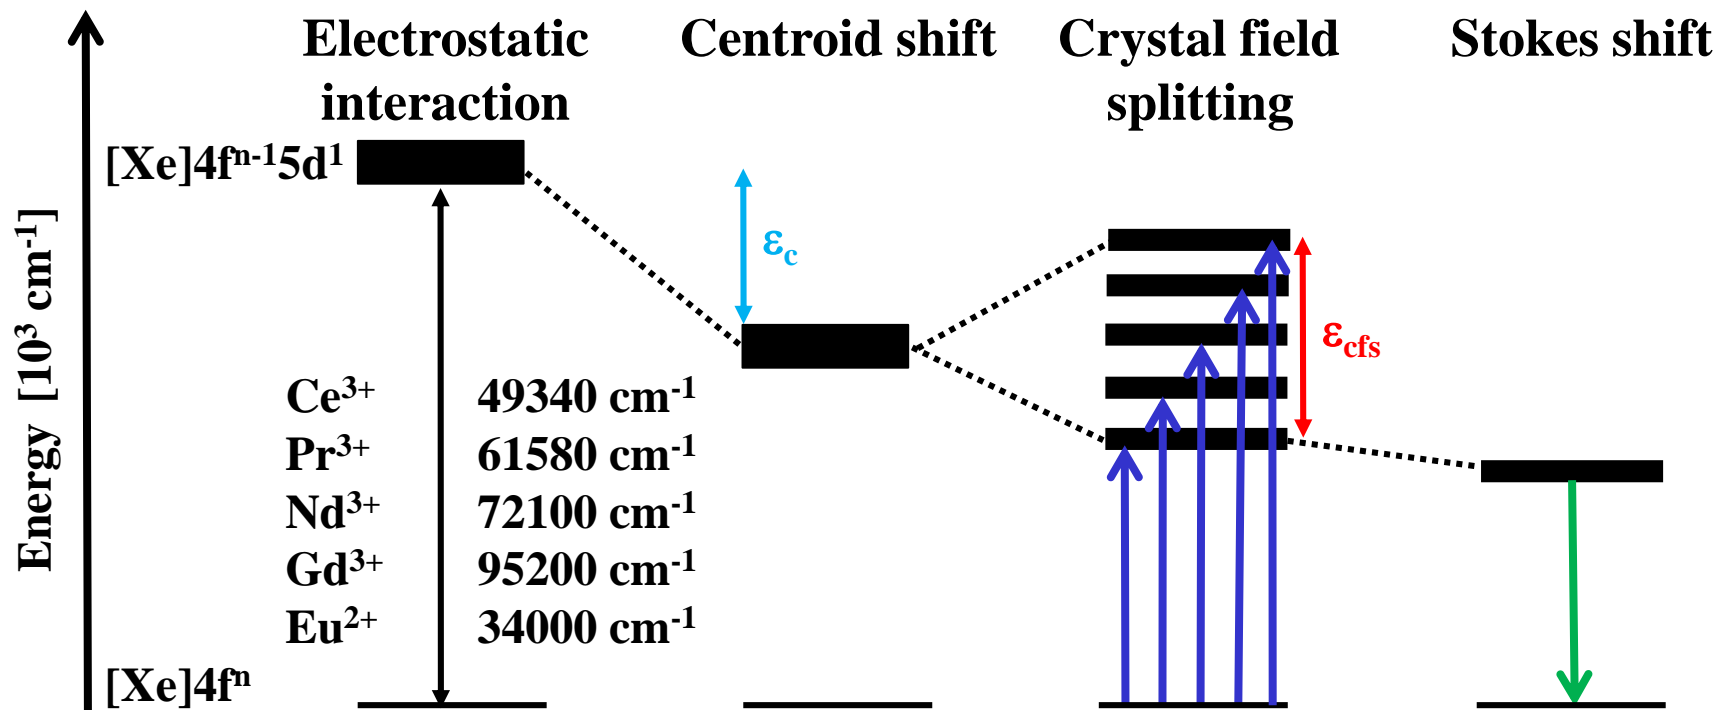 Electrostatic interaction
Centroid shift
Crystal field splitting
Stokes shift
[Xe]4fⁿ⁻¹5d¹
Energy [10³ cm⁻¹]
ε_c
ε_cfs
Ce³⁺ 49340 cm⁻¹
Pr³⁺ 61580 cm⁻¹
Nd³⁺ 72100 cm⁻¹
Gd³⁺ 95200 cm⁻¹
Eu²⁺ 34000 cm⁻¹
[Xe]4fⁿ